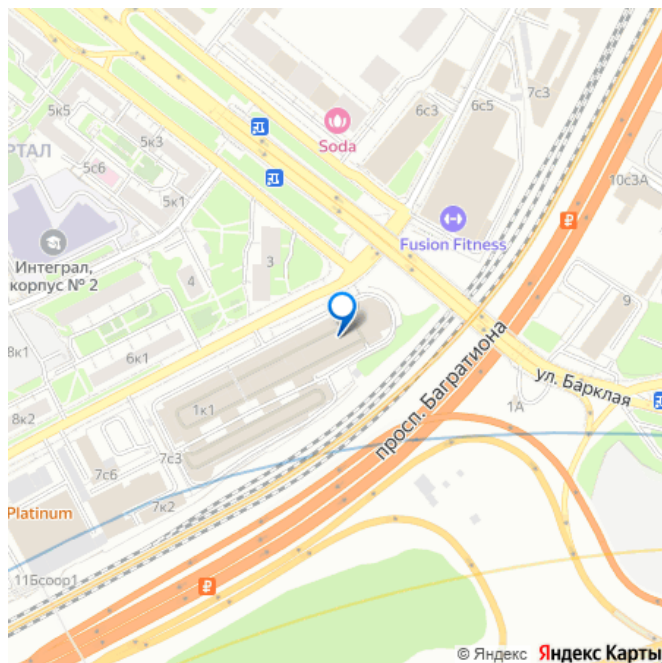 7с3
5к5
6с3
6с5
5к3
Soda
РТАЛ
5с6
10с3А
5к1
Fusion Fitness
Интеграл,
корпус № 2
3
4
9
8к1
6к1
просп. Багратиона
ул. Барклая
1А
1к1
8к2
7с3
7с6
7к2
Platinum
11Бсоор1
© Яндекс Яндекс Карты